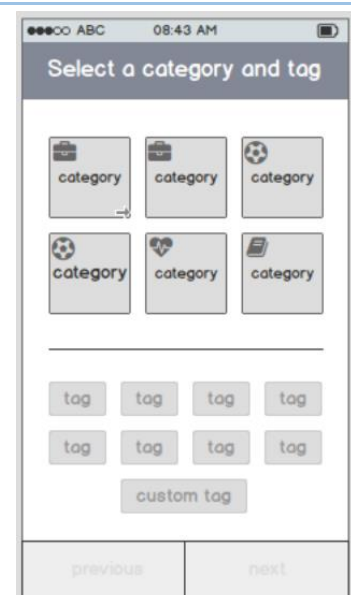 ABC 08:43 AM
Select a category and tag
category category category
category category category
tag tag tag tag
tag tag tag tag
custom tag
previous next